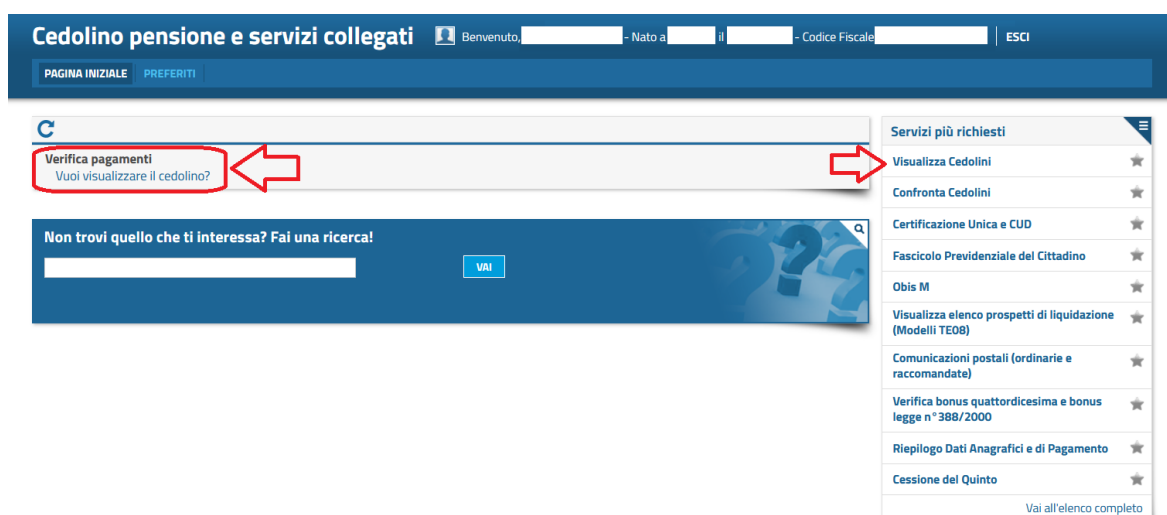 Cedolino pensione e servizi collegati Benvenuto, - Nato a il - Codice Fiscale ESCI
PAGINA INIZIALE PREFERITI
Verifica pagamenti
Vuoi visualizzare il cedolino?
Non trovi quello che ti interessa? Fai una ricerca!
VAI
Servizi più richiesti
Visualizza Cedolini
Confronta Cedolini
Certificazione Unica e CUD
Fascicolo Previdenziale del Cittadino
Obis M
Visualizza elenco prospetti di liquidazione
(Modelli TE08)
Comunicazioni postali (ordinarie e
raccomandate)
Verifica bonus quattordicesima e bonus
legge n°388/2000
Riepilogo Dati Anagrafici e di Pagamento
Cessione del Quinto
Vai all'elenco completo